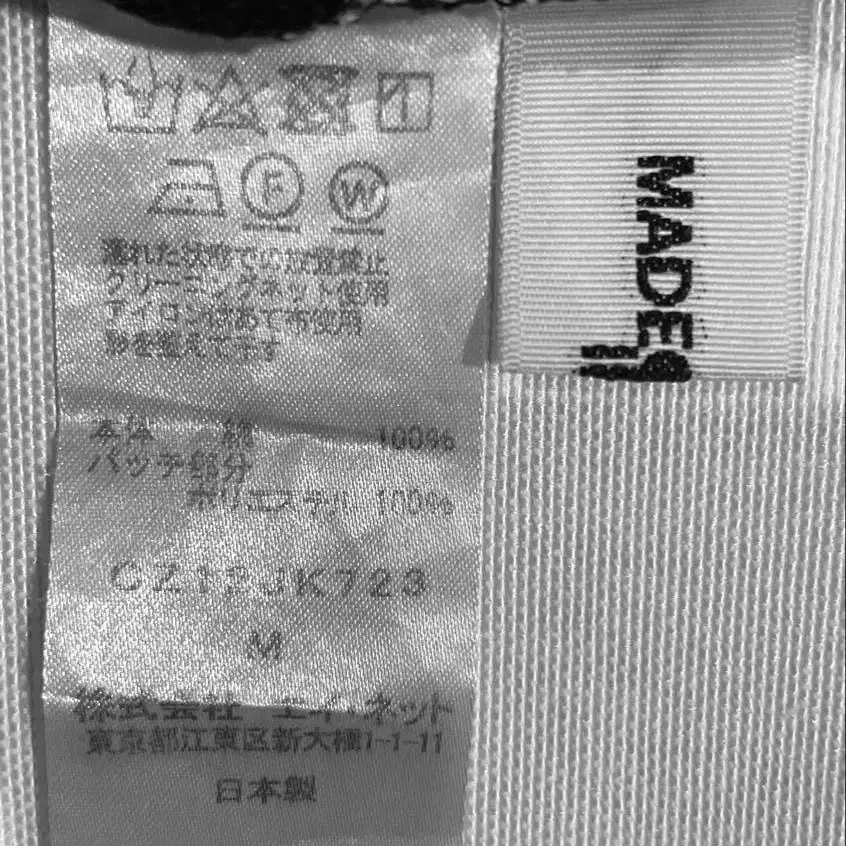 F W
濡れた状態での放置禁止
クリーニングネット使用
アイロンはあて布使用
形を整えて干す
本体 綿 100%
パッチ部分
ポリエステル 100%
CZ12JK723
M
株式会社 エイ・ネット
東京都江東区新大橋1-1-11
日本製
MADE